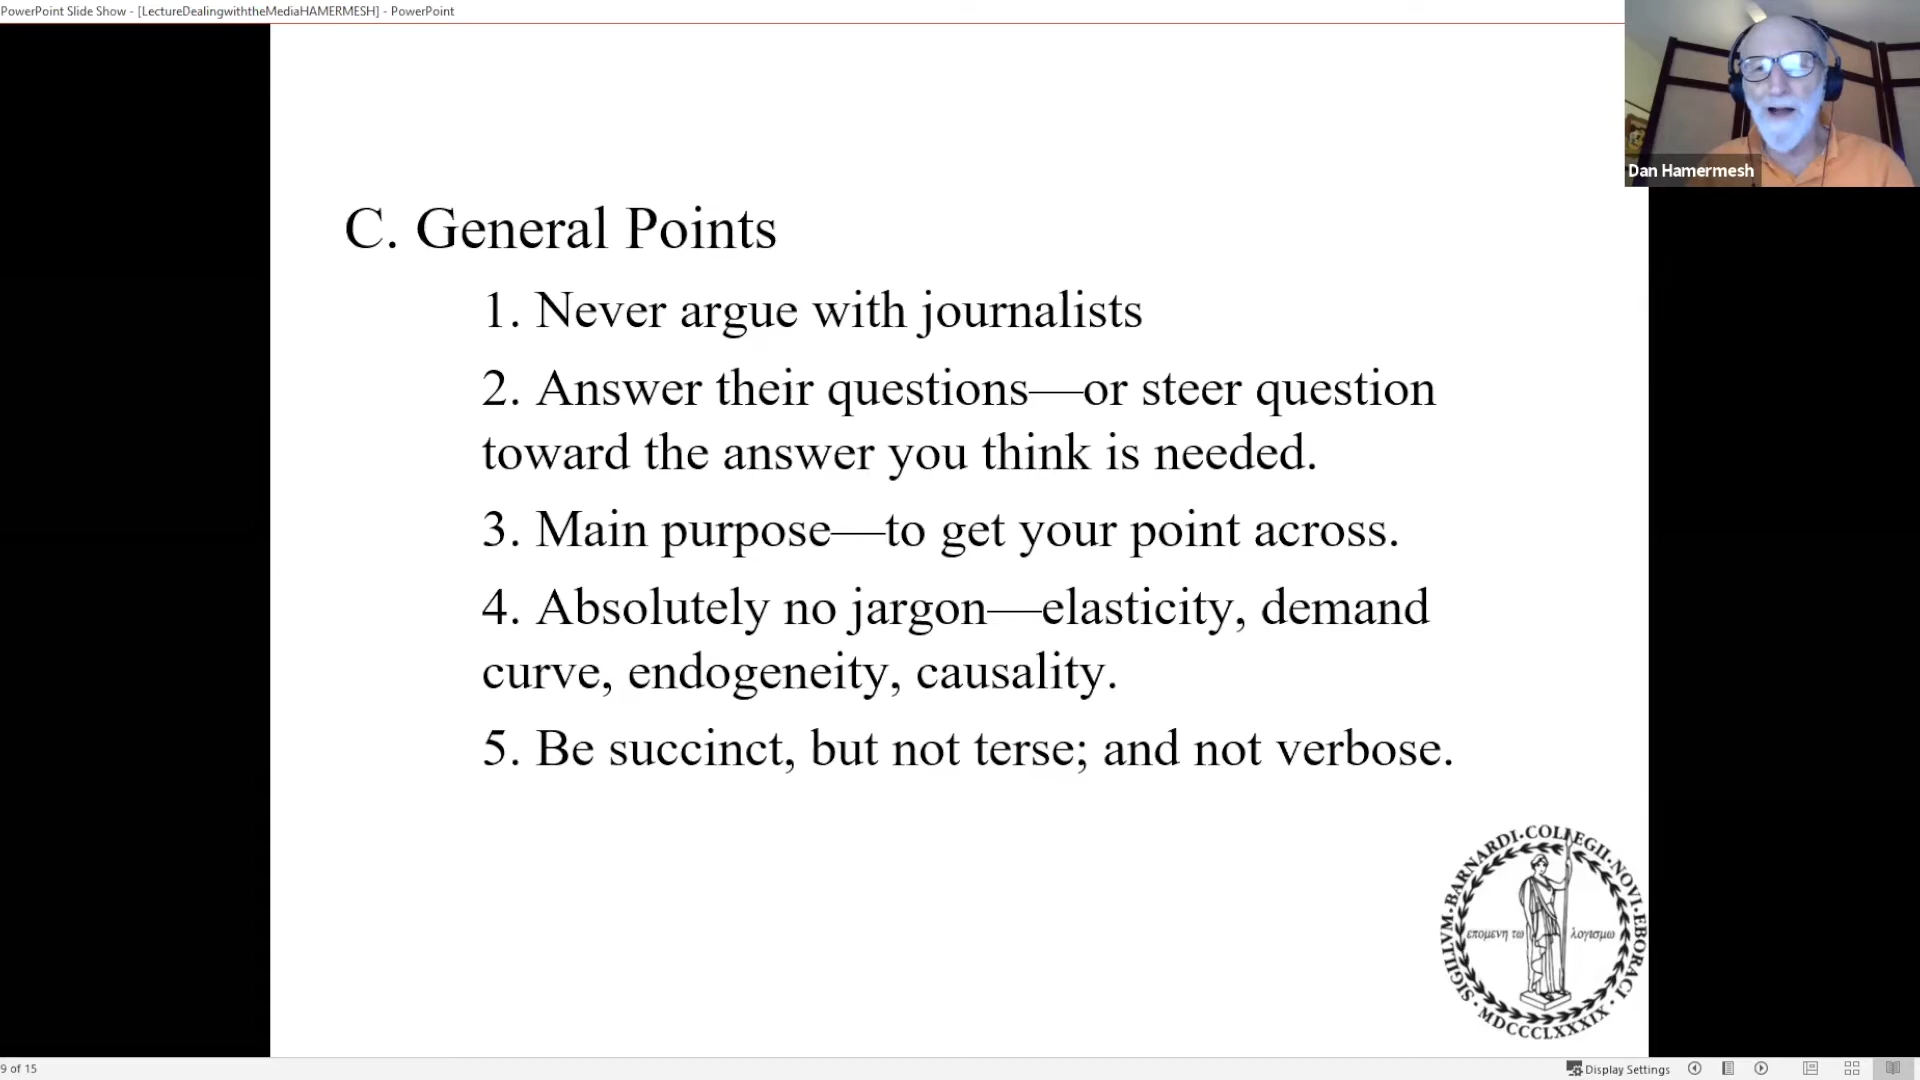 PowerPoint Slide Show - [LectureDealingwiththeMediaHAMERMESH] - PowerPoint
Dan Hamermesh
C. General Points
1. Never argue with journalists
2. Answer their questions—or steer question
toward the answer you think is needed.
3. Main purpose—to get your point across.
4. Absolutely no jargon—elasticity, demand
curve, endogeneity, causality.
5. Be succinct, but not terse; and not verbose.
SIGILLVM·BARNARDI·COLLEGII·NOVI·EBORACI
επομενη τω λογισμω
·MDCCCLXXXIX·
9 of 15
Display Settings